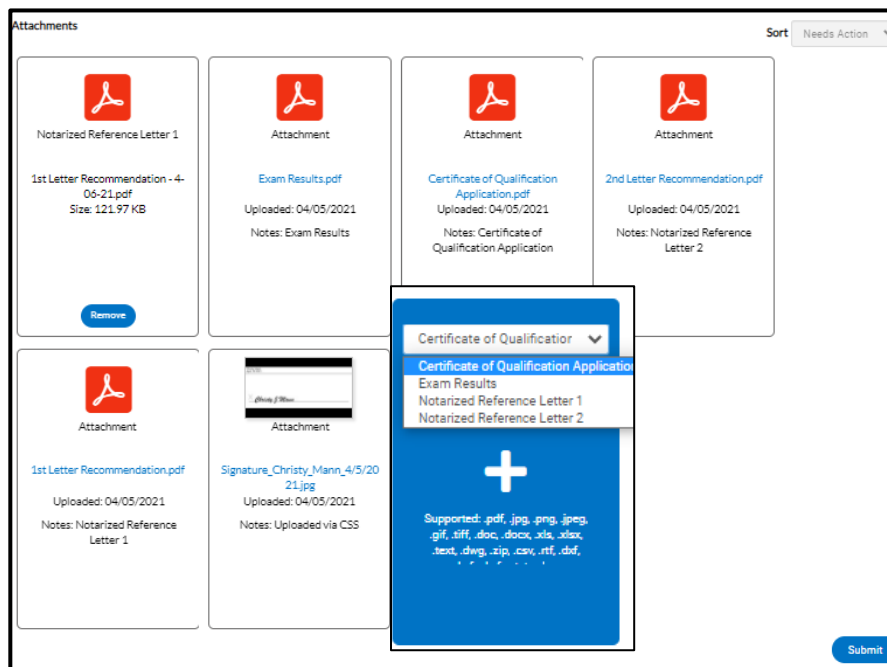 Attachments
Sort
Needs Action
Notarized Reference Letter 1
1st Letter Recommendation - 4-
06-21.pdf
Size: 121.97 KB
Remove
Attachment
Exam Results.pdf
Uploaded: 04/05/2021
Notes: Exam Results
Attachment
Certificate of Qualification
Application.pdf
Uploaded: 04/05/2021
Notes: Certificate of
Qualification Application
Attachment
2nd Letter Recommendation.pdf
Uploaded: 04/05/2021
Notes: Notarized Reference
Letter 2
Attachment
1st Letter Recommendation.pdf
Uploaded: 04/05/2021
Notes: Notarized Reference
Letter 1
Christy J Mann
Attachment
Signature_Christy_Mann_4/5/20
21.jpg
Uploaded: 04/05/2021
Notes: Uploaded via CSS
Certificate of Qualification
Certificate of Qualification Application
Exam Results
Notarized Reference Letter 1
Notarized Reference Letter 2
Supported: .pdf, .jpg, .png, .jpeg,
.gif, .tiff, .doc, .docx, .xls, .xlsx,
.text, .dwg, .zip, .csv, .rtf, .dxf,
Submit